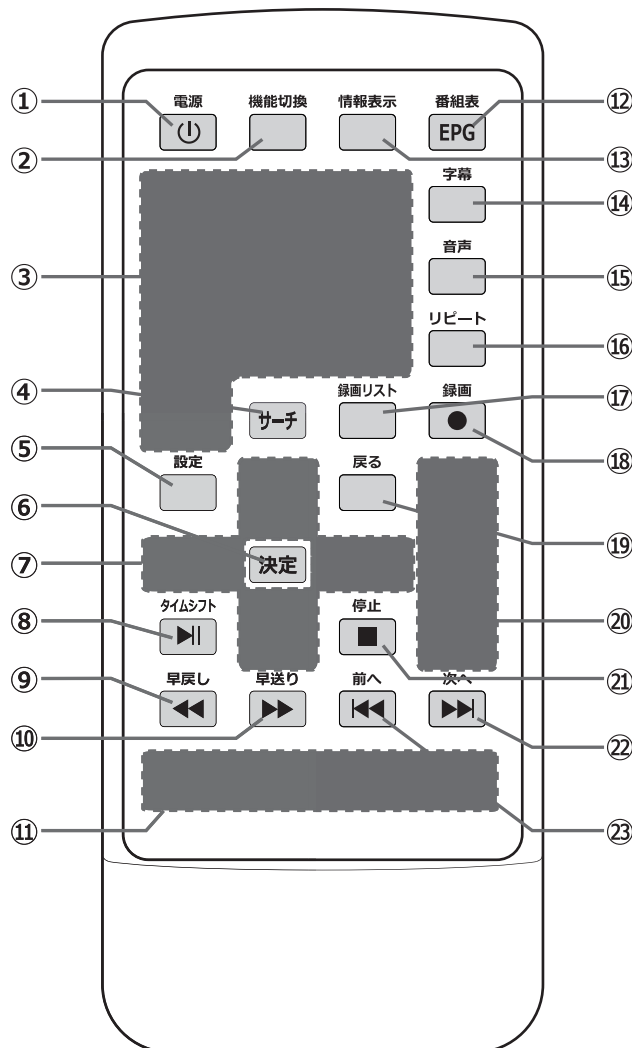 電源 機能切換 情報表示 番組表
① EPG ⑫
② ⑬
字幕
⑭
③ 音声
⑮
リピート
⑯
④ 録画リスト 録画
サーチ ⑰
⑤ 設定 戻る ⑱
⑥
⑦ 決定 ⑲
⑧ タイムシフト 停止
⑳
⑨ 早戻し 早送り 前へ 次へ ㉑
⑩ ㉒
⑪ ㉓